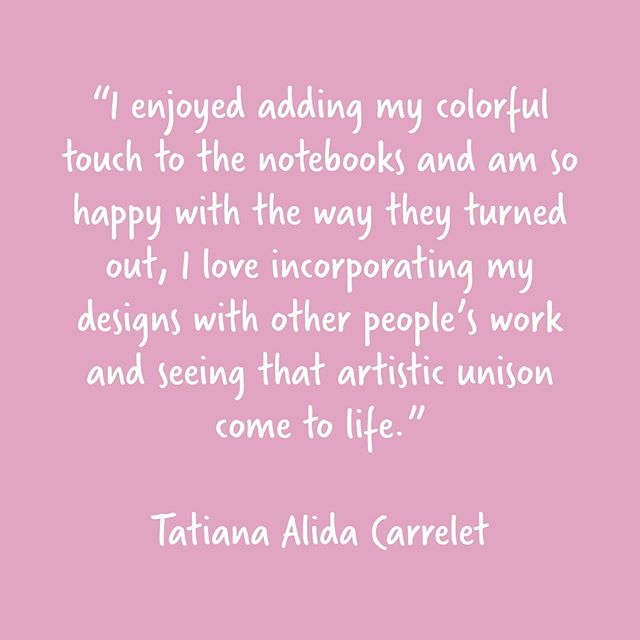 “I enjoyed adding my colorful
touch to the notebooks and am so
happy with the way they turned
out, I love incorporating my
designs with other people’s work
and seeing that artistic unison
come to life.”
Tatiana Alida Carrelet